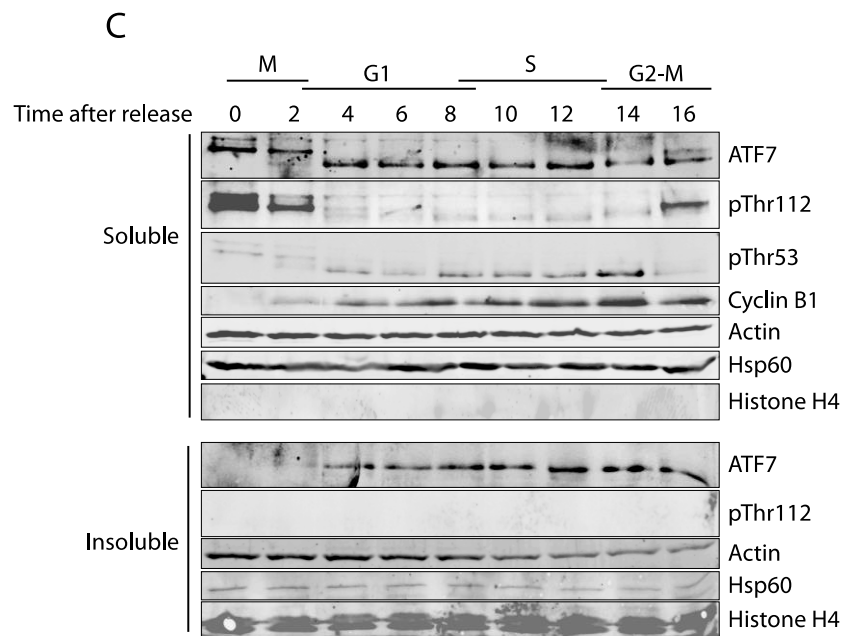 C
M G1 S G2-M
Time after release 0 2 4 6 8 10 12 14 16
Soluble
ATF7
pThr112
pThr53
Cyclin B1
Actin
Hsp60
Histone H4
Insoluble
ATF7
pThr112
Actin
Hsp60
Histone H4